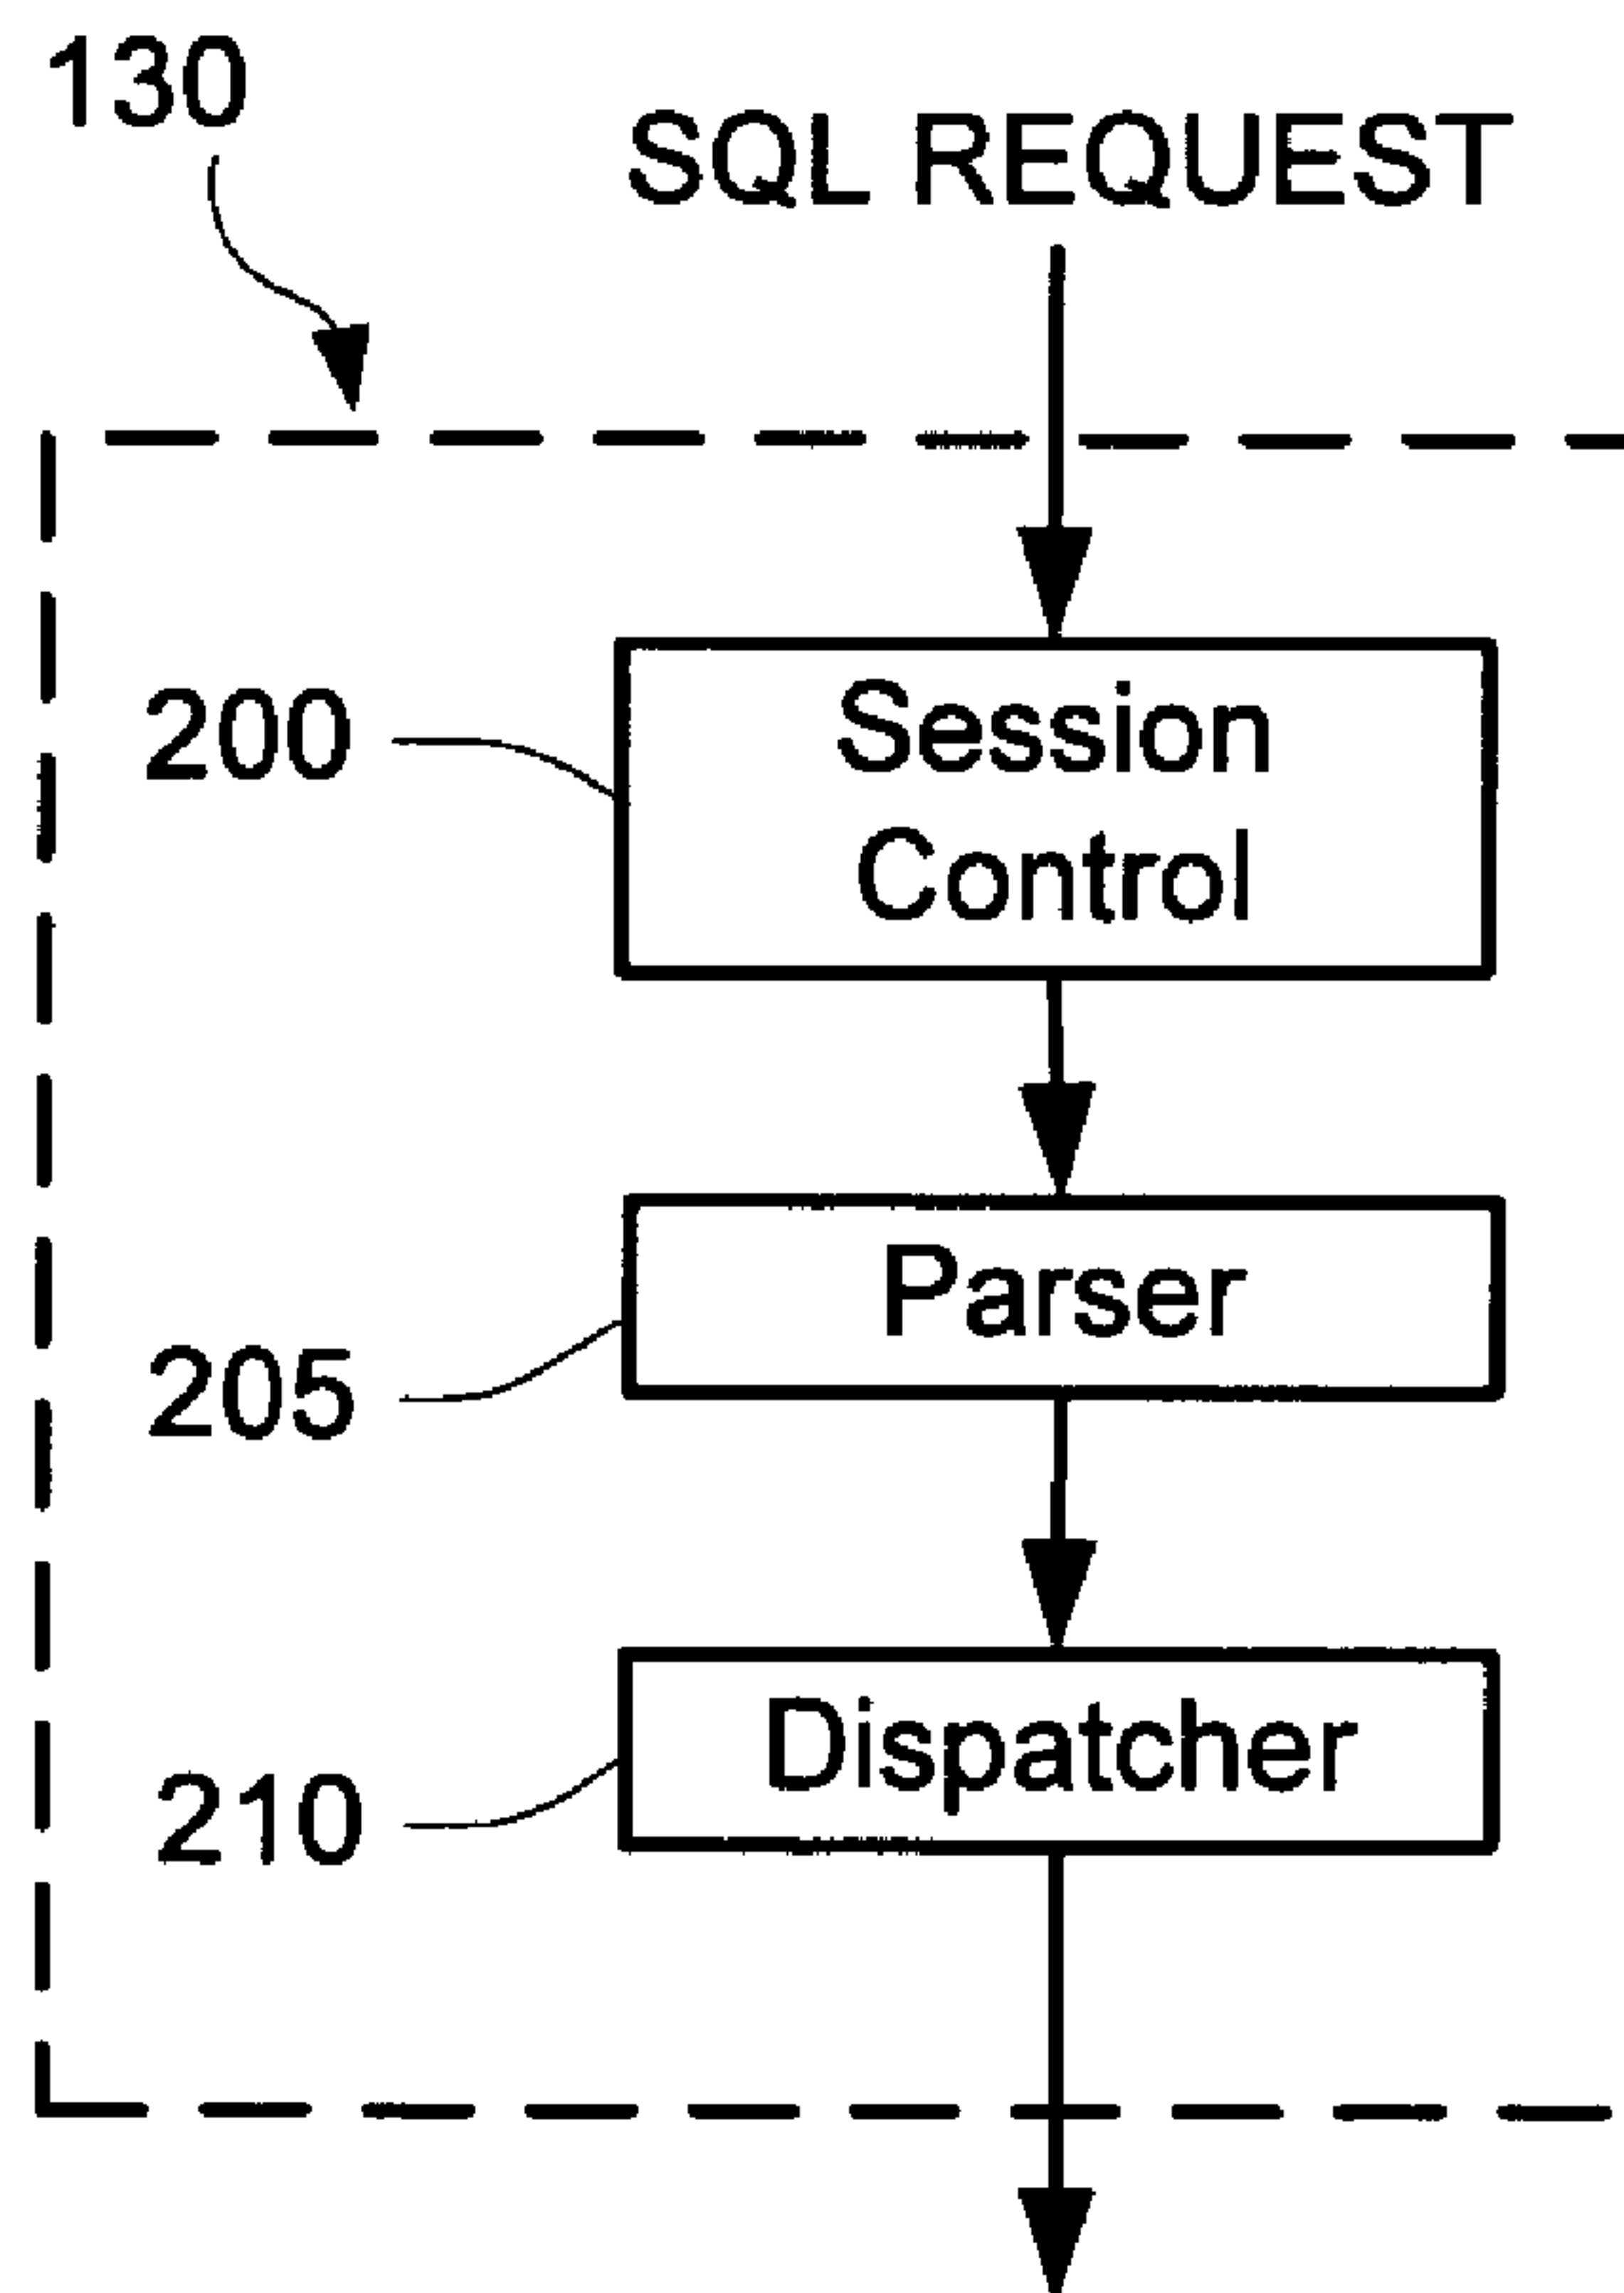 130
SQL REQUEST
200
Session
Control
205
Parser
210
Dispatcher